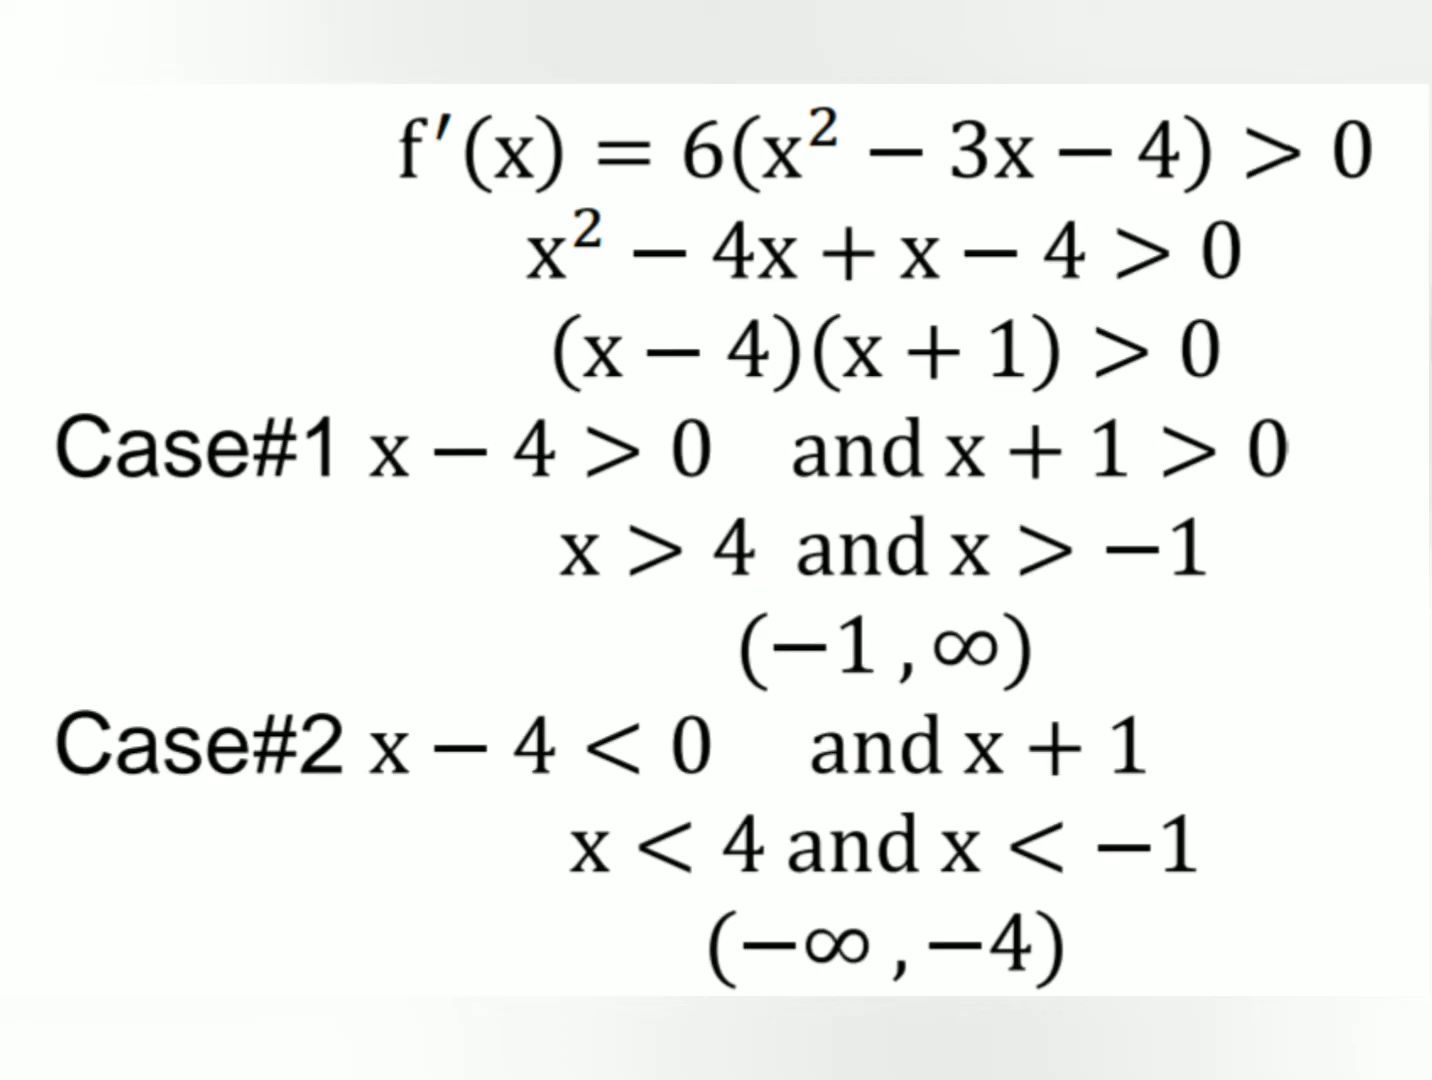 f′(x) = 6(x² − 3x − 4) > 0
x² − 4x + x − 4 > 0
(x − 4)(x + 1) > 0
Case#1 x − 4 > 0 and x + 1 > 0
x > 4 and x > −1
(−1 , ∞)
Case#2 x − 4 < 0 and x + 1
x < 4 and x < −1
(−∞ , −4)